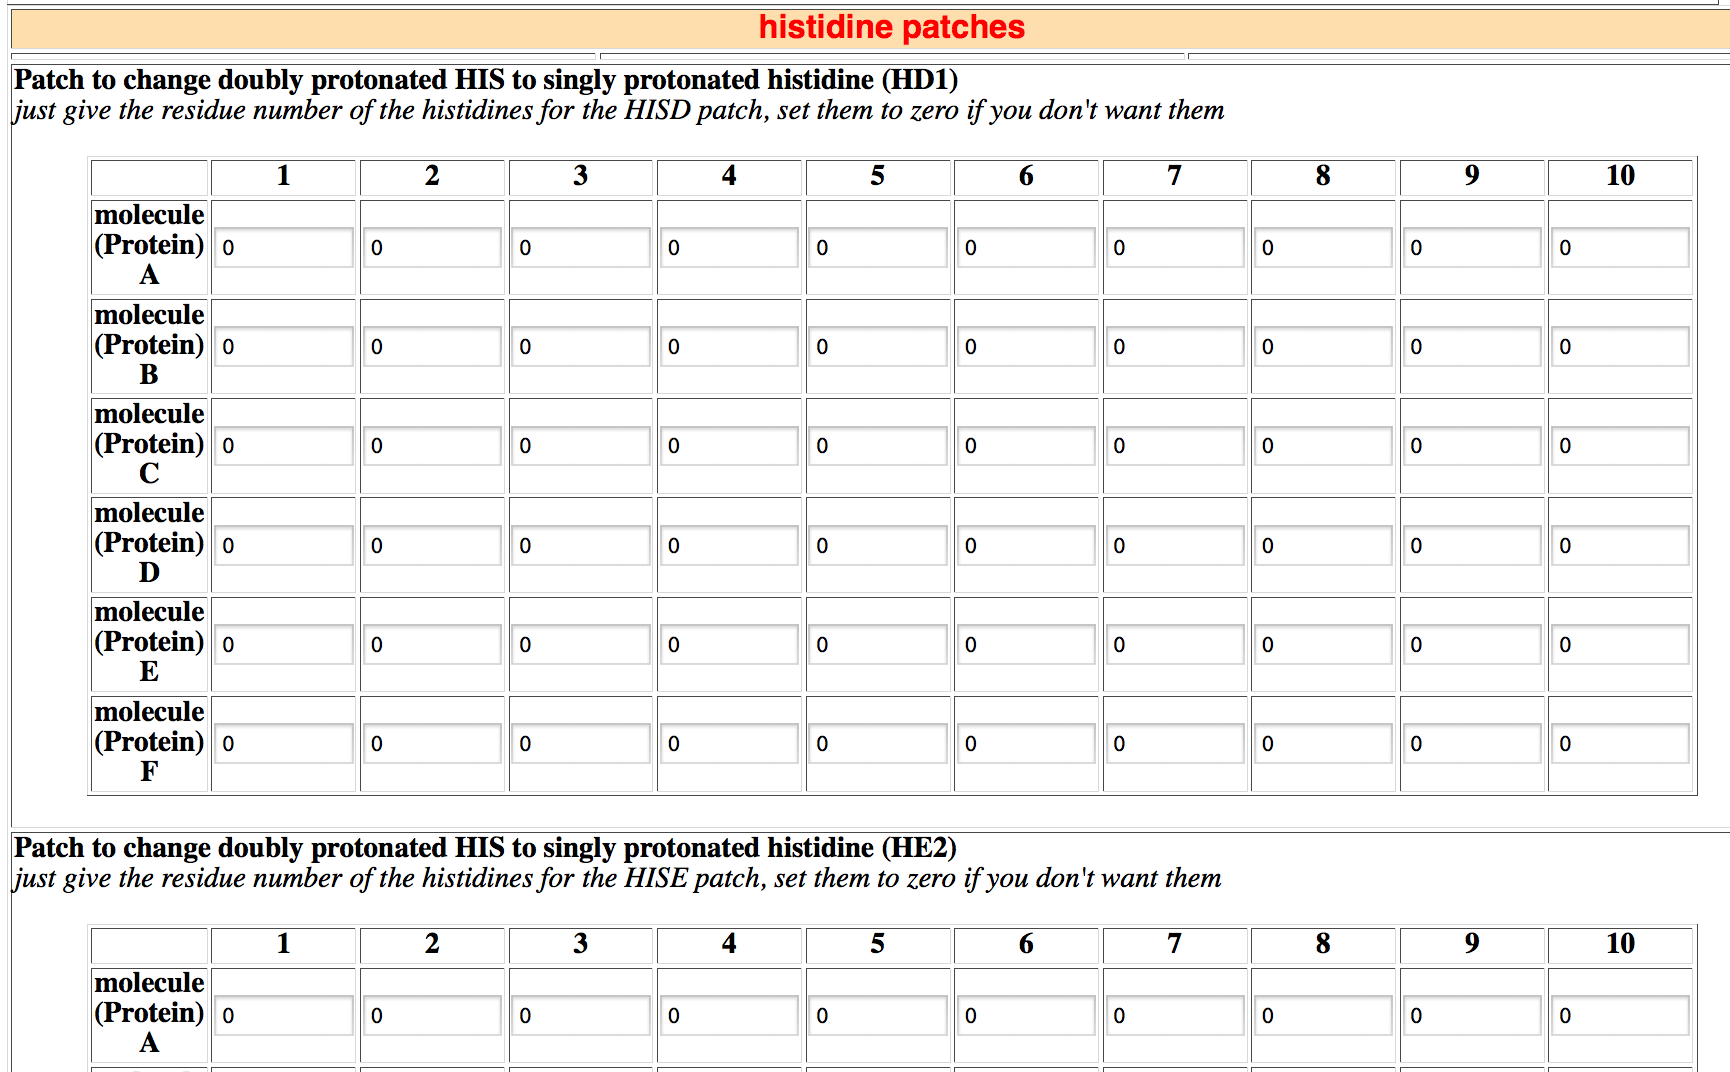 histidine patches
Patch to change doubly protonated HIS to singly protonated histidine (HD1)
just give the residue number of the histidines for the HISD patch, set them to zero if you don't want them
1 2 3 4 5 6 7 8 9 10
molecule
(Protein) 0 0 0 0 0 0 0 0 0 0
A
molecule
(Protein) 0 0 0 0 0 0 0 0 0 0
B
molecule
(Protein) 0 0 0 0 0 0 0 0 0 0
C
molecule
(Protein) 0 0 0 0 0 0 0 0 0 0
D
molecule
(Protein) 0 0 0 0 0 0 0 0 0 0
E
molecule
(Protein) 0 0 0 0 0 0 0 0 0 0
F
Patch to change doubly protonated HIS to singly protonated histidine (HE2)
just give the residue number of the histidines for the HISE patch, set them to zero if you don't want them
1 2 3 4 5 6 7 8 9 10
molecule
(Protein) 0 0 0 0 0 0 0 0 0 0
A